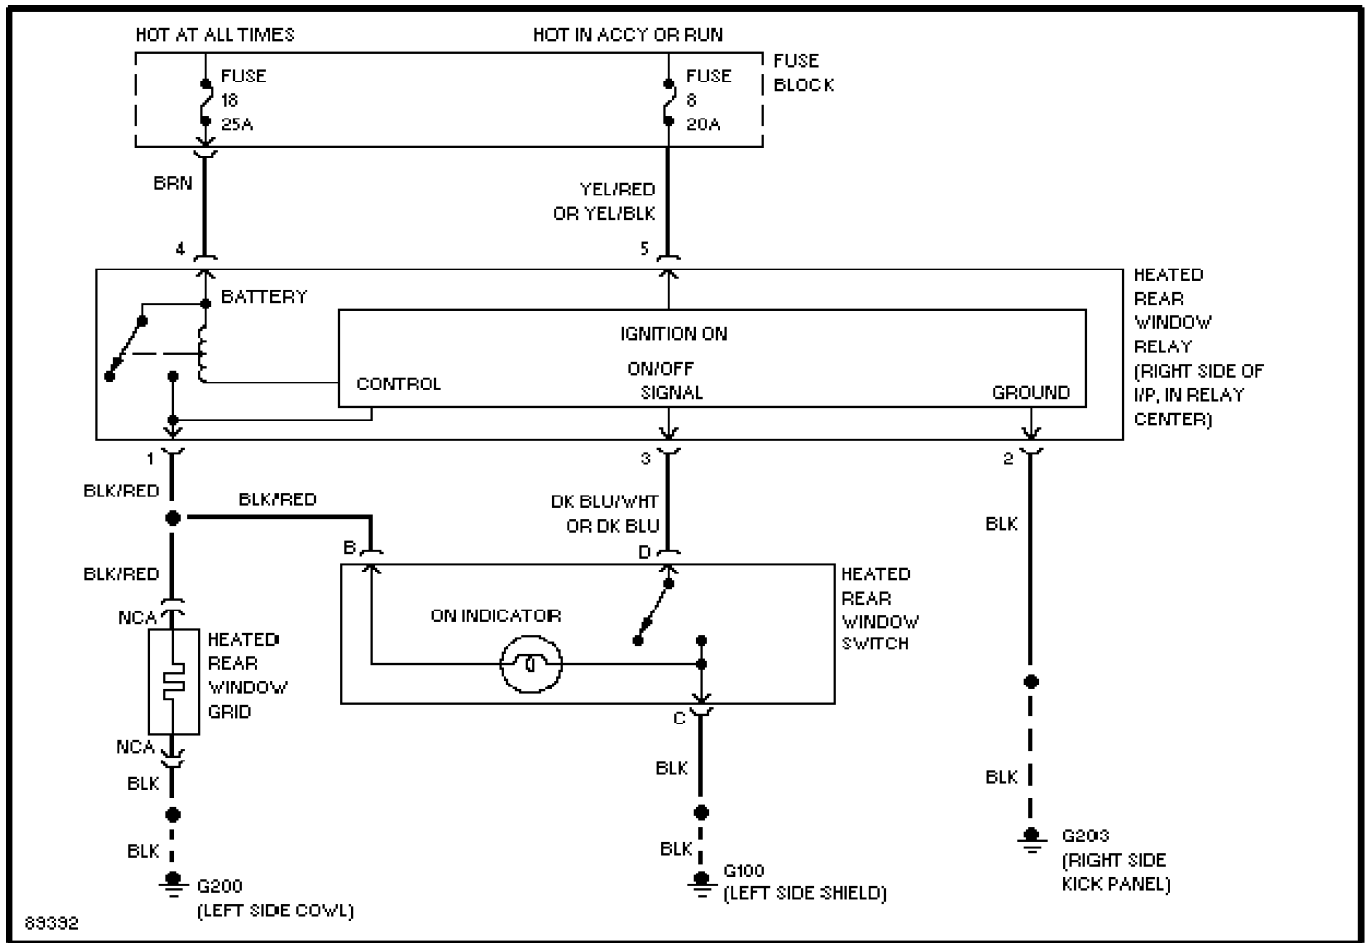 HOT AT ALL TIMES
HOT IN ACCY OR RUN
FUSE
18
25A
FUSE
8
20A
FUSE
BLOCK
BRN
YEL/RED
OR YEL/BLK
4
5
BATTERY
IGNITION ON
CONTROL
ON/OFF
SIGNAL
GROUND
HEATED
REAR
WINDOW
RELAY
(RIGHT SIDE OF
I/P, IN RELAY
CENTER)
1
3
2
BLK/RED
BLK/RED
DK BLU/WHT
OR DK BLU
BLK
B
D
BLK/RED
NCA
HEATED
REAR
WINDOW
GRID
NCA
ON INDICATOR
HEATED
REAR
WINDOW
SWITCH
C
BLK
BLK
BLK
BLK
BLK
BLK
G200
(LEFT SIDE COWL)
G100
(LEFT SIDE SHIELD)
G203
(RIGHT SIDE
KICK PANEL)
89392